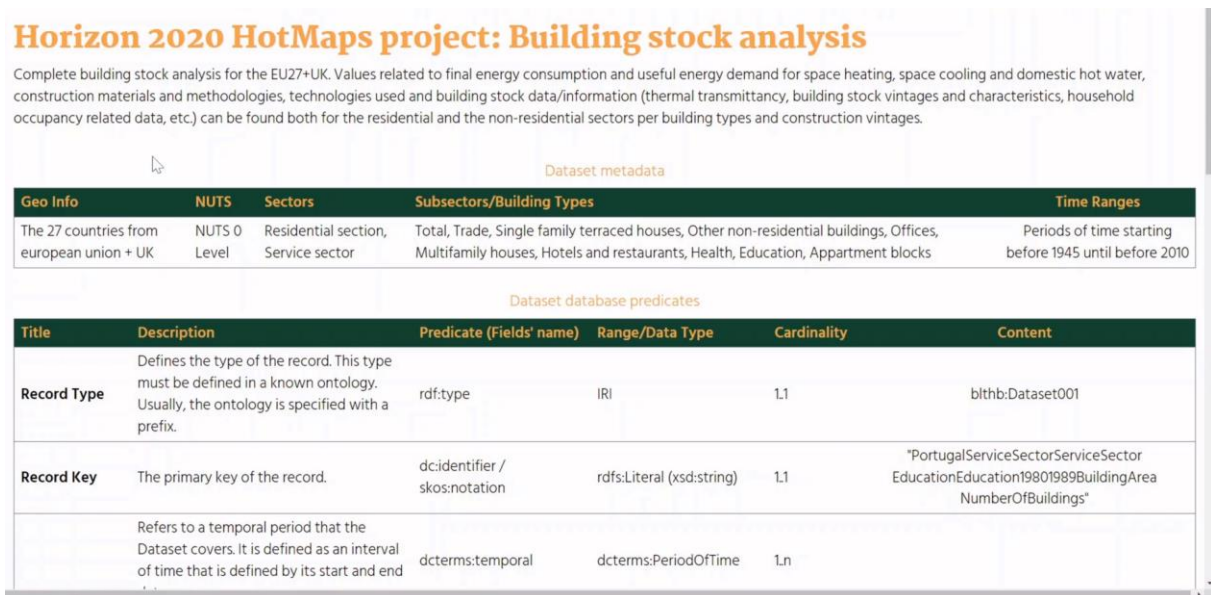 Horizon 2020 HotMaps project: Building stock analysis
Complete building stock analysis for the EU27+UK. Values related to final energy consumption and useful energy demand for space heating, space cooling and domestic hot water,
construction materials and methodologies, technologies used and building stock data/information (thermal transmittancy, building stock vintages and characteristics, household
occupancy related data, etc.) can be found both for the residential and the non-residential sectors per building types and construction vintages.
Dataset metadata
Geo Info NUTS Sectors Subsectors/Building Types Time Ranges
The 27 countries from NUTS 0 Residential section, Total, Trade, Single family terraced houses, Other non-residential buildings, Offices, Periods of time starting
european union + UK Level Service sector Multifamily houses, Hotels and restaurants, Health, Education, Appartment blocks before 1945 until before 2010
Dataset database predicates
Title Description Predicate (Fields' name) Range/Data Type Cardinality Content
Defines the type of the record. This type
must be defined in a known ontology.
Record Type rdf:type IRI 1..1 blthb:Dataset001
Usually, the ontology is specified with a
prefix.
"PortugalServiceSectorServiceSector
dc:identifier /
Record Key The primary key of the record. rdfs:Literal (xsd:string) 1..1 EducationEducation19801989BuildingArea
skos:notation
NumberOfBuildings"
Refers to a temporal period that the
Dataset covers. It is defined as an interval
dcterms:temporal dcterms:PeriodOfTime 1..n
of time that is defined by its start and end